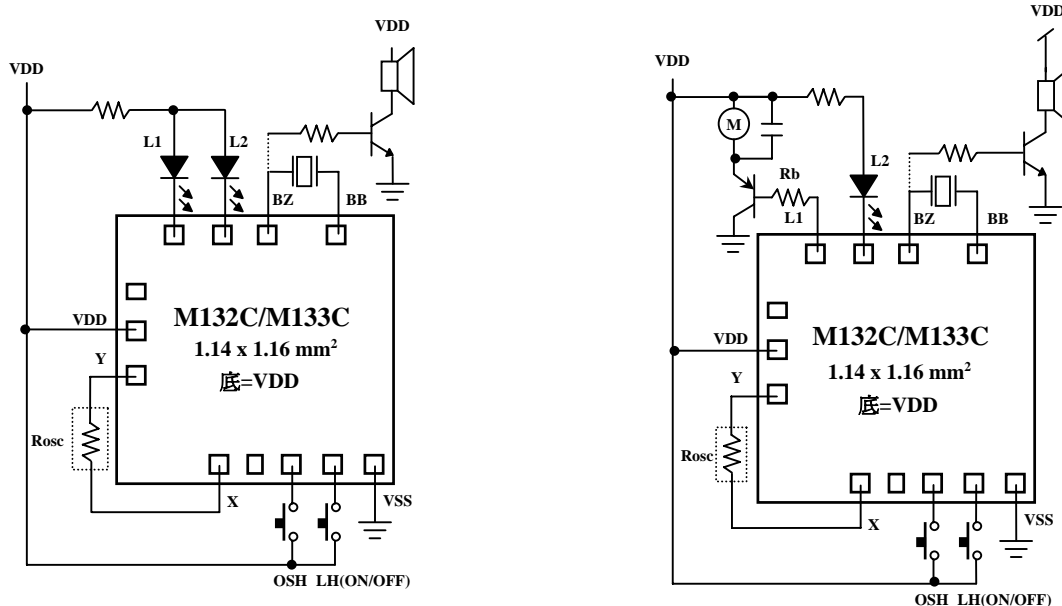 VDD
VDD
L1
L2
BZ
BB
M132C/M133C
1.14 x 1.16 mm²
底=VDD
VDD
Y
Rosc
X
VSS
OSH LH(ON/OFF)
VDD
VDD
M
Rb
L1
L2
BZ
BB
M132C/M133C
1.14 x 1.16 mm²
底=VDD
VDD
Y
Rosc
X
VSS
OSH LH(ON/OFF)